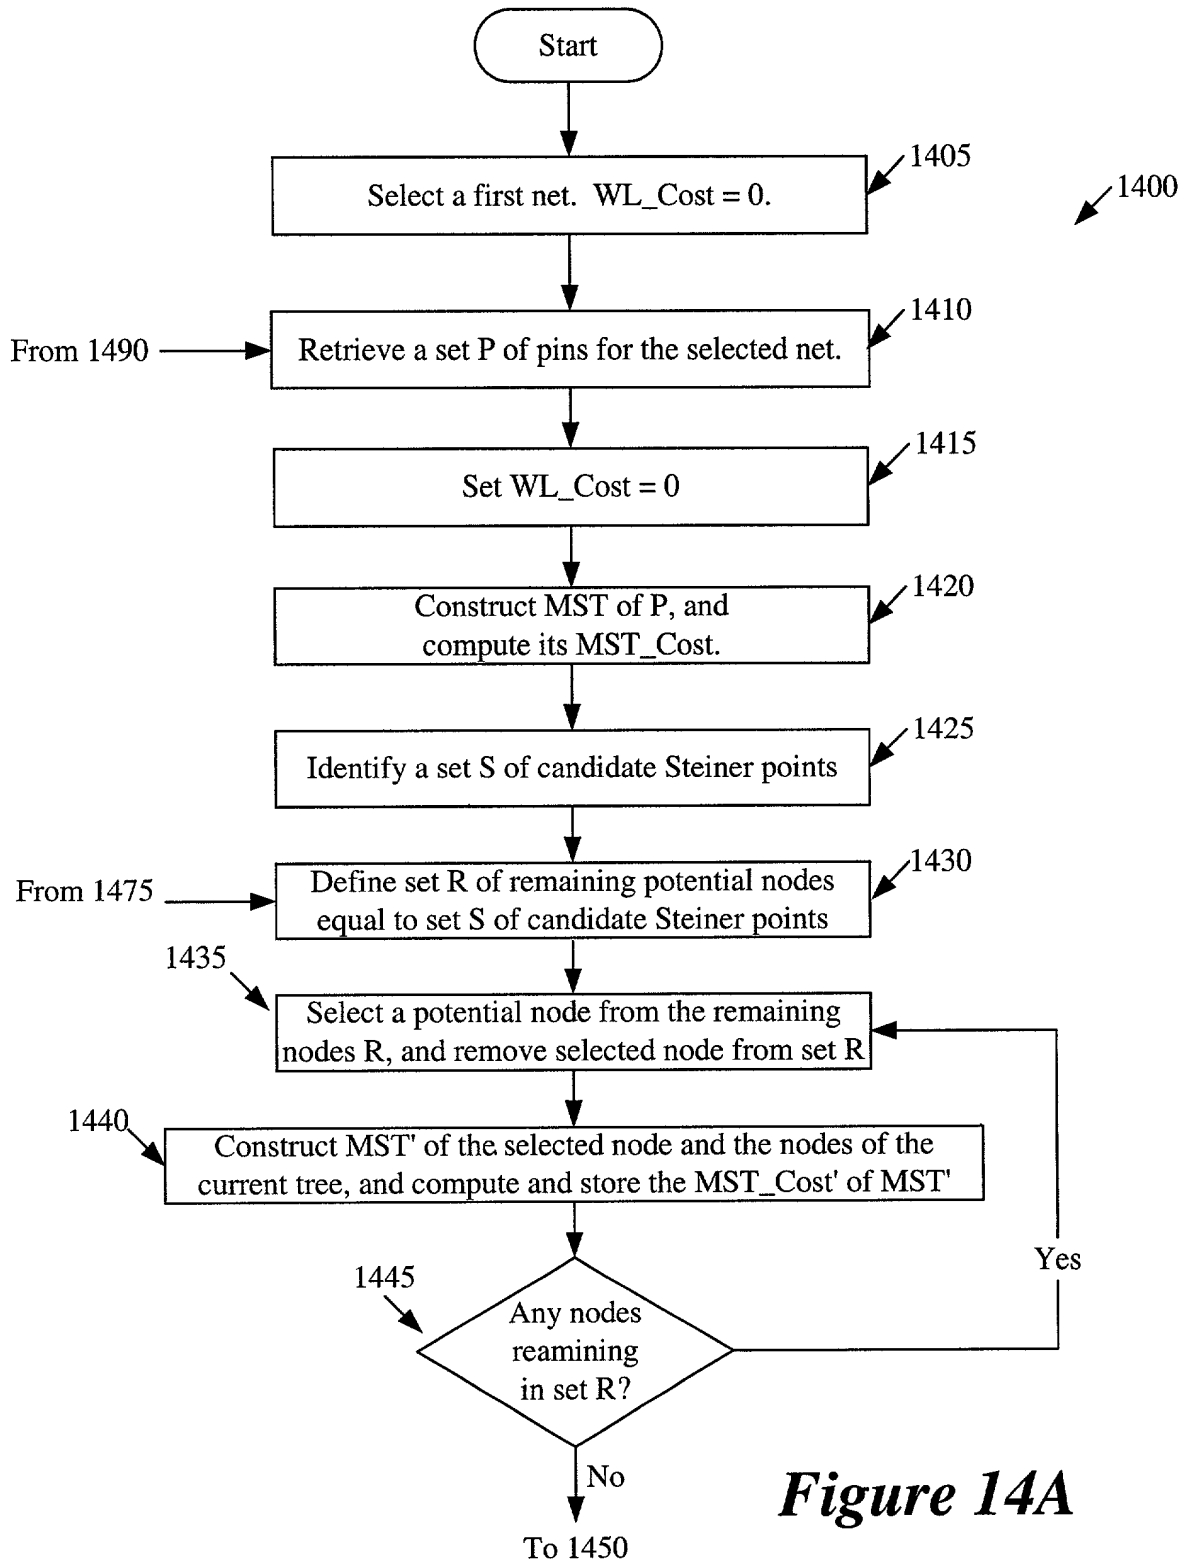 Start
1405
Select a first net.  WL_Cost = 0.
1400
1410
From 1490
Retrieve a set P of pins for the selected net.
1415
Set WL_Cost = 0
1420
Construct MST of P, and
compute its MST_Cost.
1425
Identify a set S of candidate Steiner points
1430
From 1475
Define set R of remaining potential nodes
equal to set S of candidate Steiner points
1435
Select a potential node from the remaining
nodes R, and remove selected node from set R
1440
Construct MST' of the selected node and the nodes of the
current tree, and compute and store the MST_Cost' of MST'
Yes
1445
Any nodes
reamining
in set R?
No
Figure 14A
To 1450